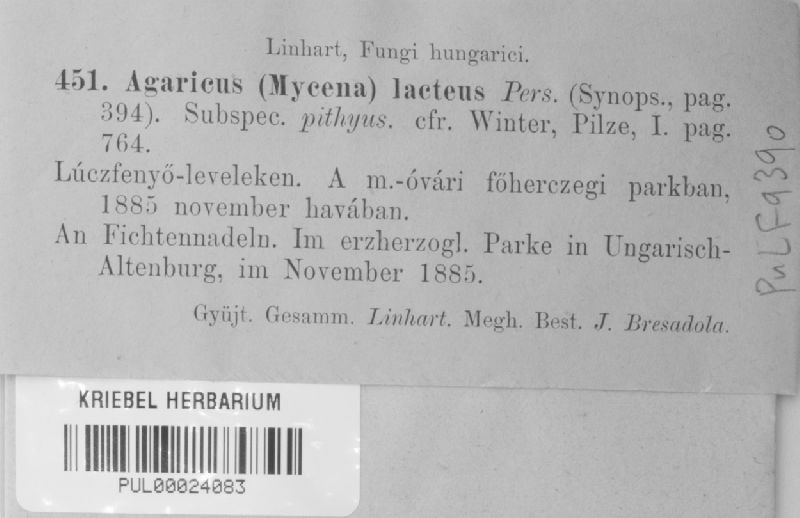 Linhart, Fungi hungarici.
451. Agaricus (Mycena) lacteus Pers. (Synops., pag.
394). Subspec. pithyus. cfr. Winter, Pilze, I. pag.
764.
Lúczfenyő-leveleken. A m.-óvári főherczegi parkban,
1885 november havában.
An Fichtennadeln. Im erzherzogl. Parke in Ungarisch-
Altenburg, im November 1885.
Gyüjt. Gesamm. Linhart. Megh. Best. J. Bresadola.
PuL F9390
KRIEBEL HERBARIUM
PUL00024083